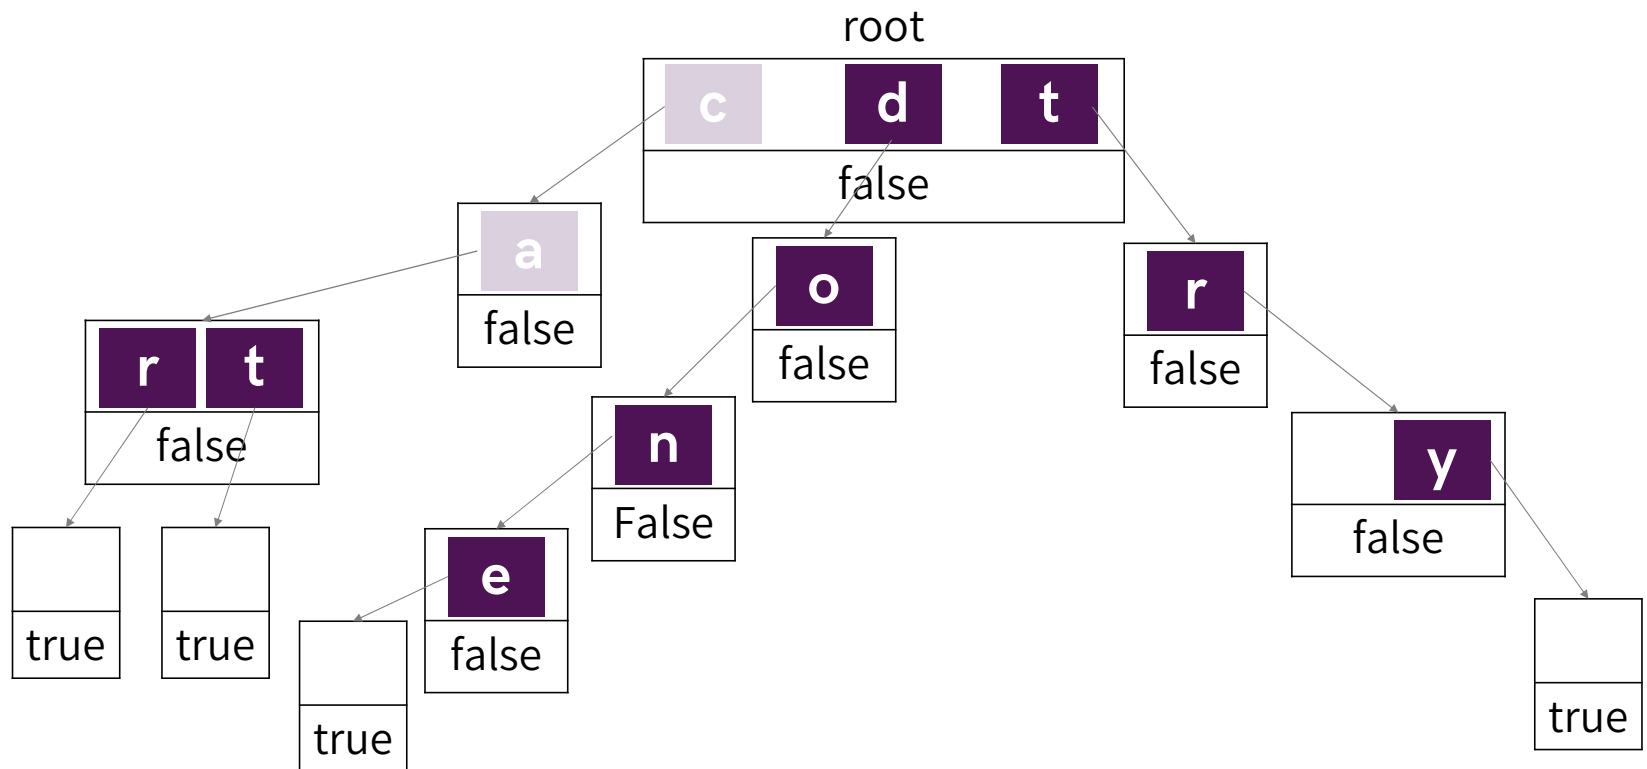 root
c d t
false
a
false
o
false
r
false
r t
false
n
False
y
false
e
false
true
true
true
true